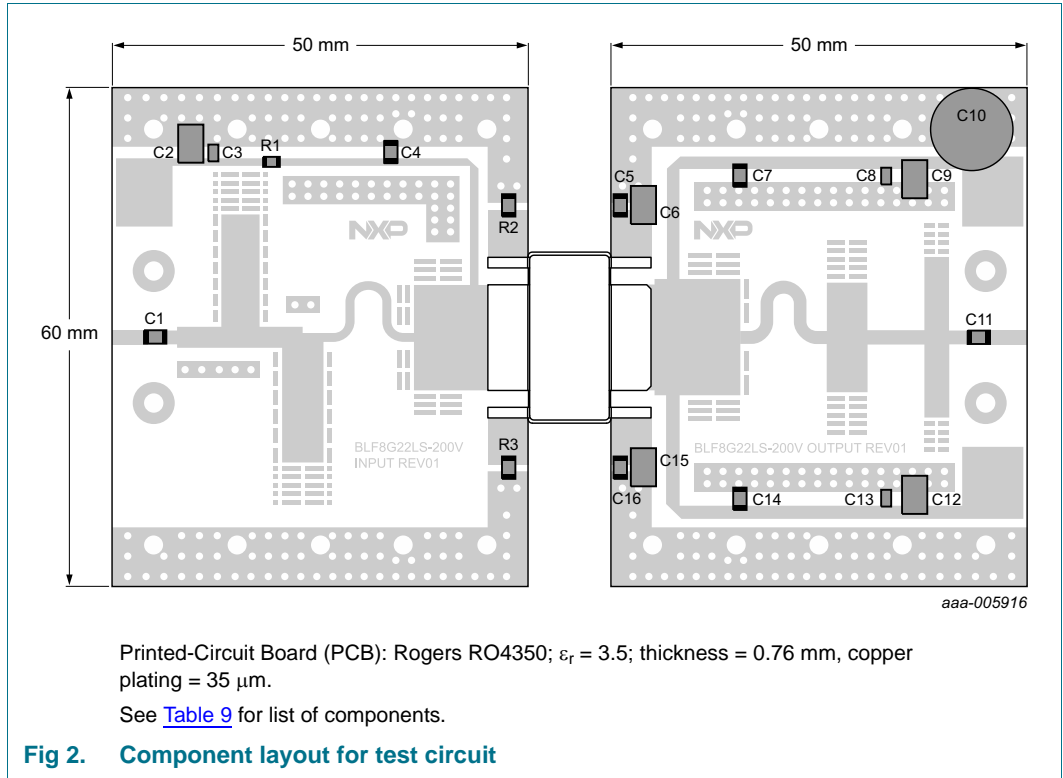 50 mm
50 mm
C10
C2
C3
R1
C4
C5
C6
C7
C8
C9
R2
NXP
NXP
C1
60 mm
C11
BLF8G22LS-200V
INPUT REV01
R3
C15
C16
BLF8G22LS-200V OUTPUT REV01
C14
C13
C12
aaa-005916
Printed-Circuit Board (PCB): Rogers RO4350; εr = 3.5; thickness = 0.76 mm, copper
plating = 35 μm.
See Table 9 for list of components.
Fig 2. Component layout for test circuit